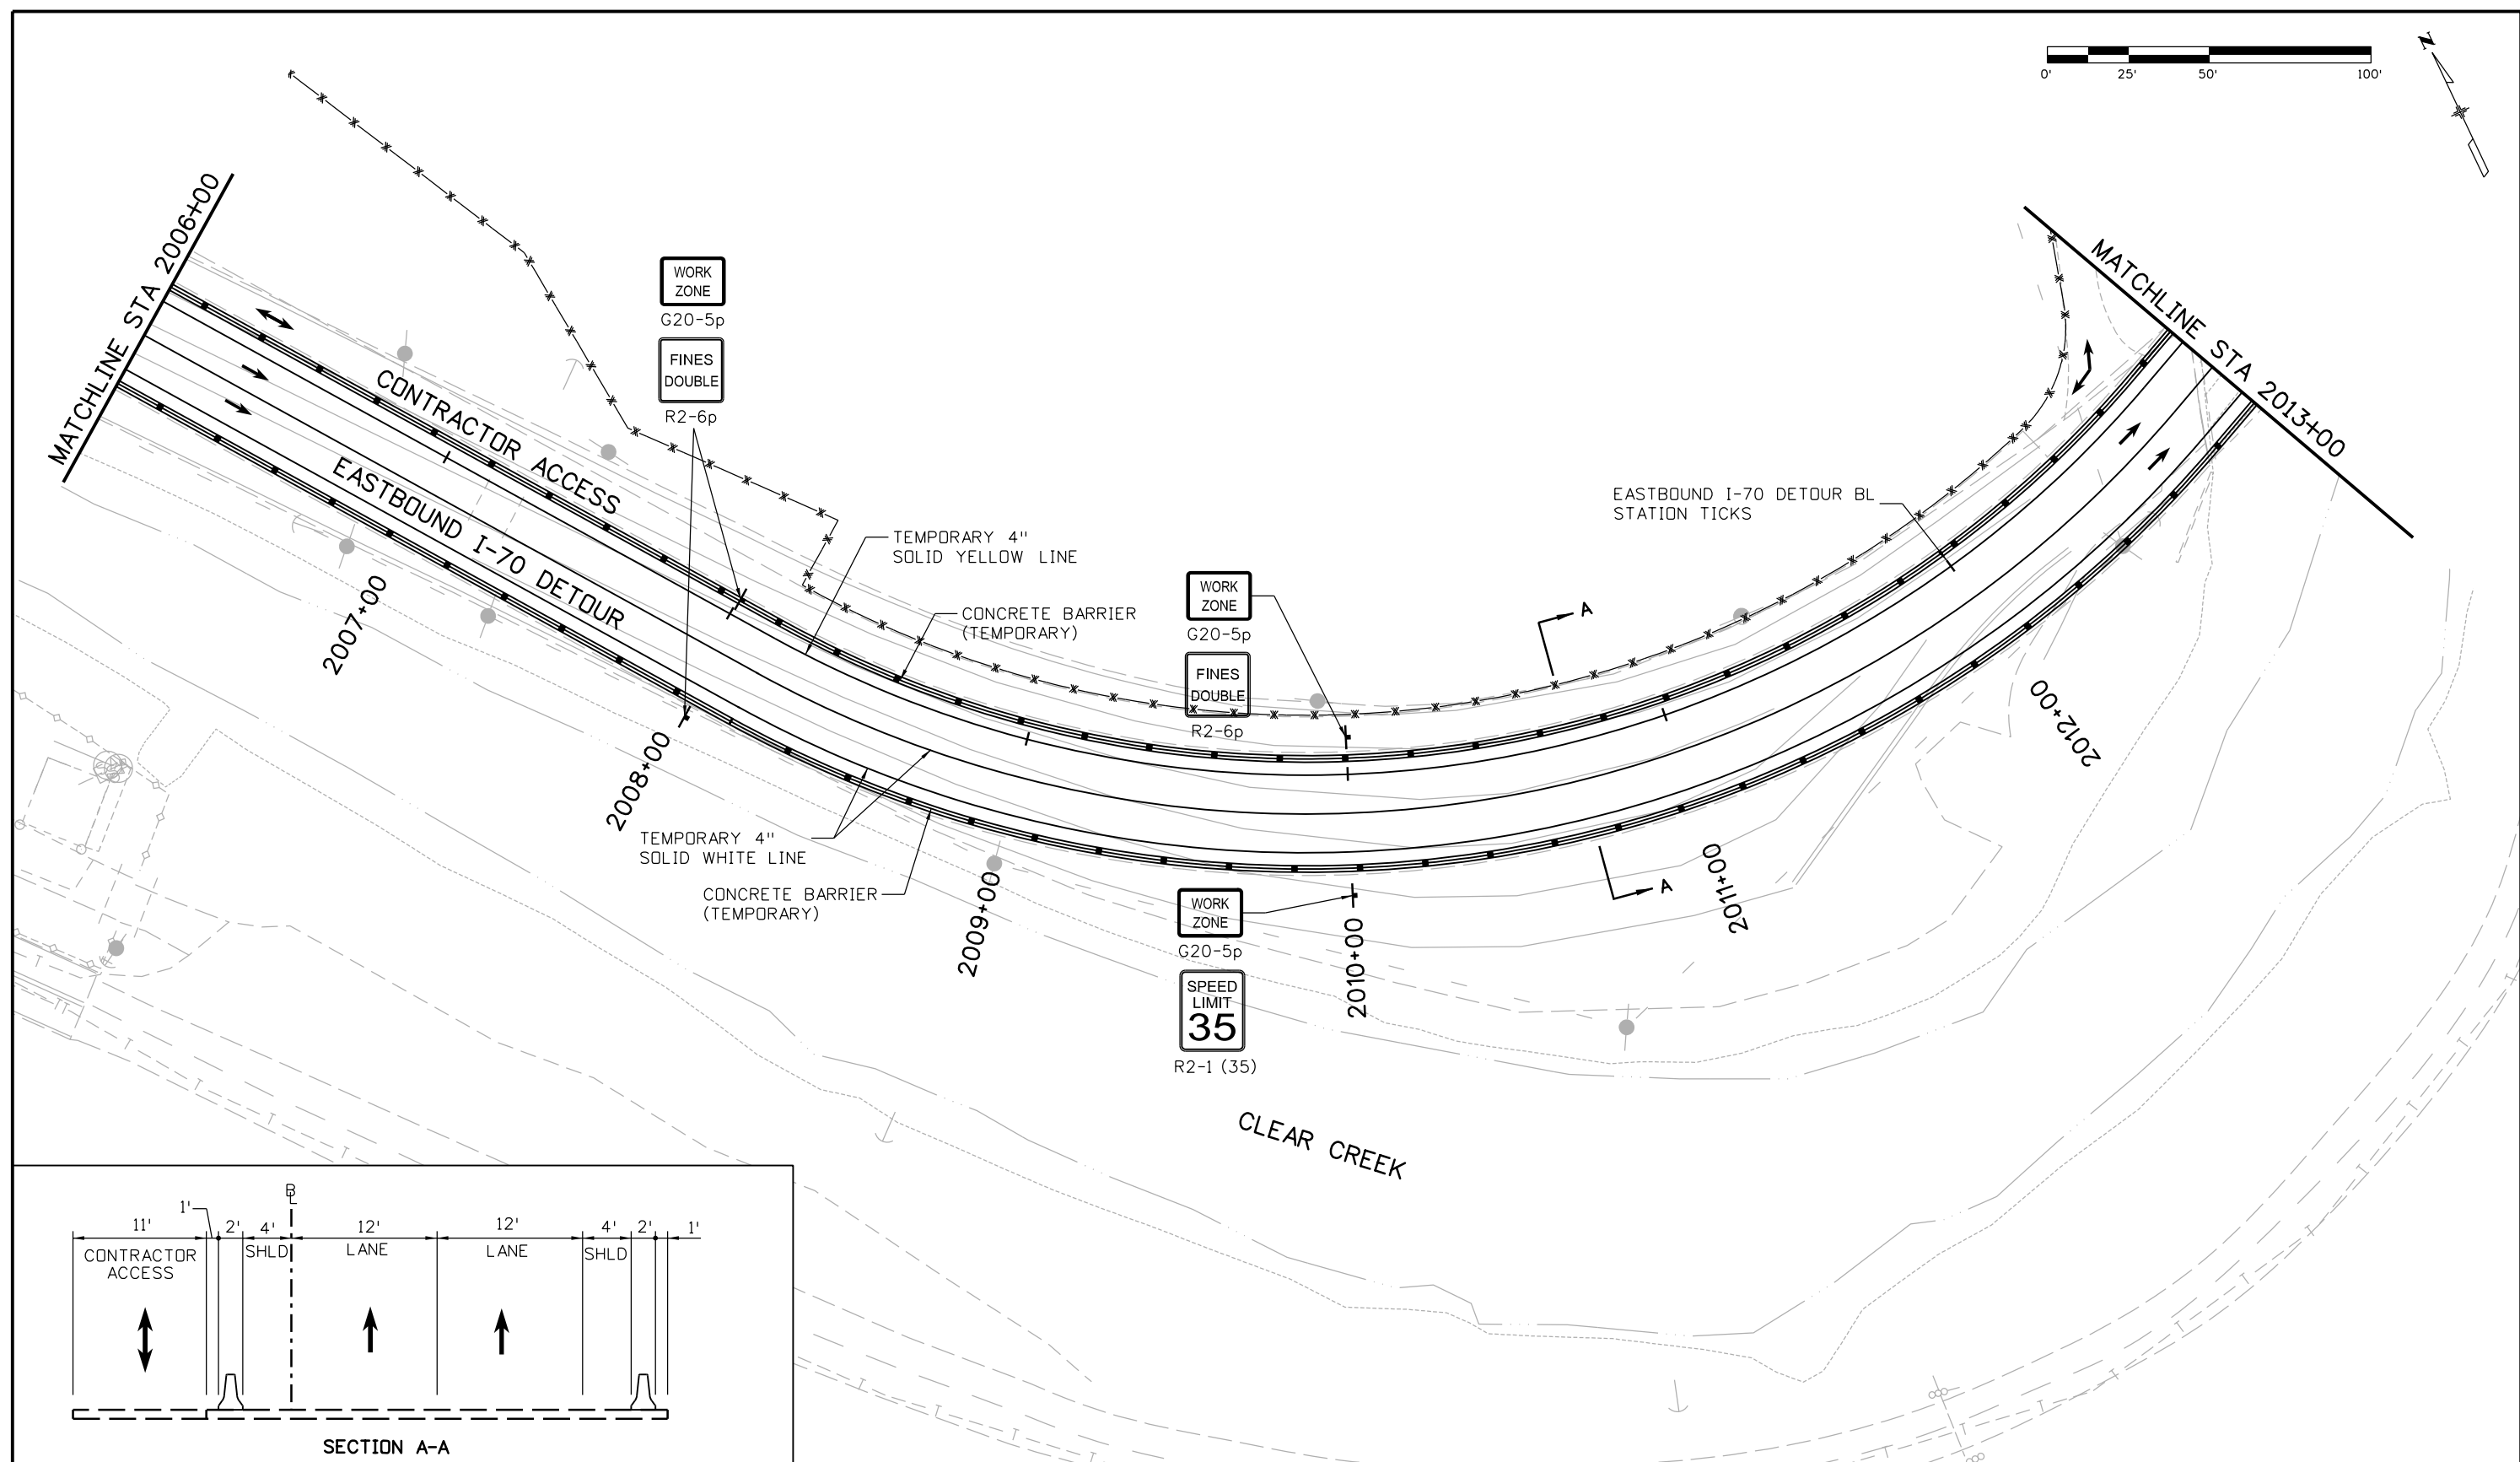 0' 25' 50' 100'
N
MATCHLINE STA 2006+00
MATCHLINE STA 2013+00
WORK
ZONE
G20-5p
FINES
DOUBLE
R2-6p
CONTRACTOR ACCESS
EASTBOUND I-70 DETOUR
EASTBOUND I-70 DETOUR BL
STATION TICKS
TEMPORARY 4"
SOLID YELLOW LINE
CONCRETE BARRIER
(TEMPORARY)
WORK
ZONE
G20-5p
FINES
DOUBLE
R2-6p
A
A
2007+00
2008+00
2009+00
2010+00
2011+00
2012+00
TEMPORARY 4"
SOLID WHITE LINE
CONCRETE BARRIER
(TEMPORARY)
WORK
ZONE
G20-5p
SPEED
LIMIT
35
R2-1 (35)
CLEAR CREEK
BL
11' 1' 2' 4' 12' 12' 4' 2' 1'
CONTRACTOR
ACCESS
SHLD LANE LANE SHLD
SECTION A-A